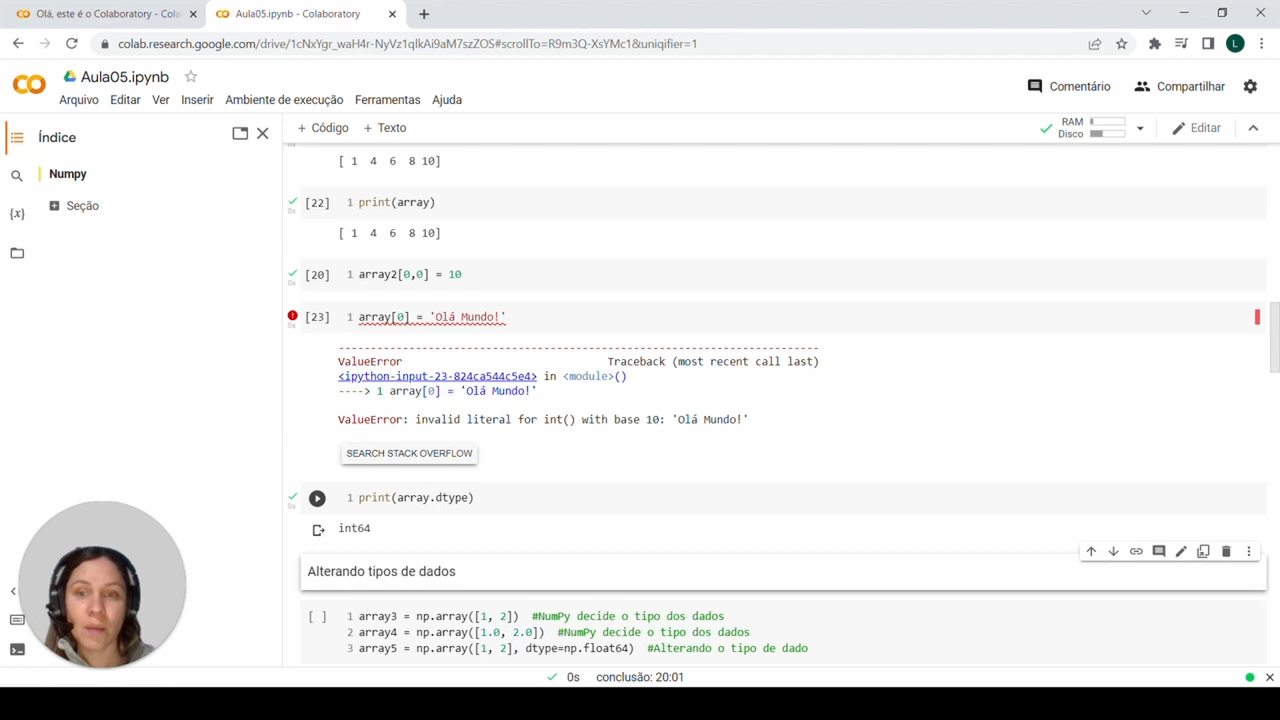 Olá, este é o Colaboratory - Cola
Aula05.ipynb - Colaboratory
colab.research.google.com/drive/1cNxYgr_waH4r-NyVz1qlkAi9aM7szZOS#scrollTo=R9m3Q-XsYMc1&uniqifier=1
L
Aula05.ipynb
Comentário
Compartilhar
Arquivo Editar Ver Inserir Ambiente de execução Ferramentas Ajuda
Índice
+ Código + Texto
RAM
Disco
Editar
Numpy
Seção
{x}
[ 1 4 6 8 10]
0s
[22] 1 print(array)
[ 1 4 6 8 10]
0s
[20] 1 array2[0,0] = 10
0s
[23] 1 array[0] = 'Olá Mundo!'
---------------------------------------------------------------------------
ValueError Traceback (most recent call last)
<ipython-input-23-824ca544c5e4> in <module>()
----> 1 array[0] = 'Olá Mundo!'
ValueError: invalid literal for int() with base 10: 'Olá Mundo!'
SEARCH STACK OVERFLOW
0s
1 print(array.dtype)
int64
Alterando tipos de dados
[ ] 1 array3 = np.array([1, 2]) #NumPy decide o tipo dos dados
2 array4 = np.array([1.0, 2.0]) #NumPy decide o tipo dos dados
3 array5 = np.array([1, 2], dtype=np.float64) #Alterando o tipo de dado
0s conclusão: 20:01